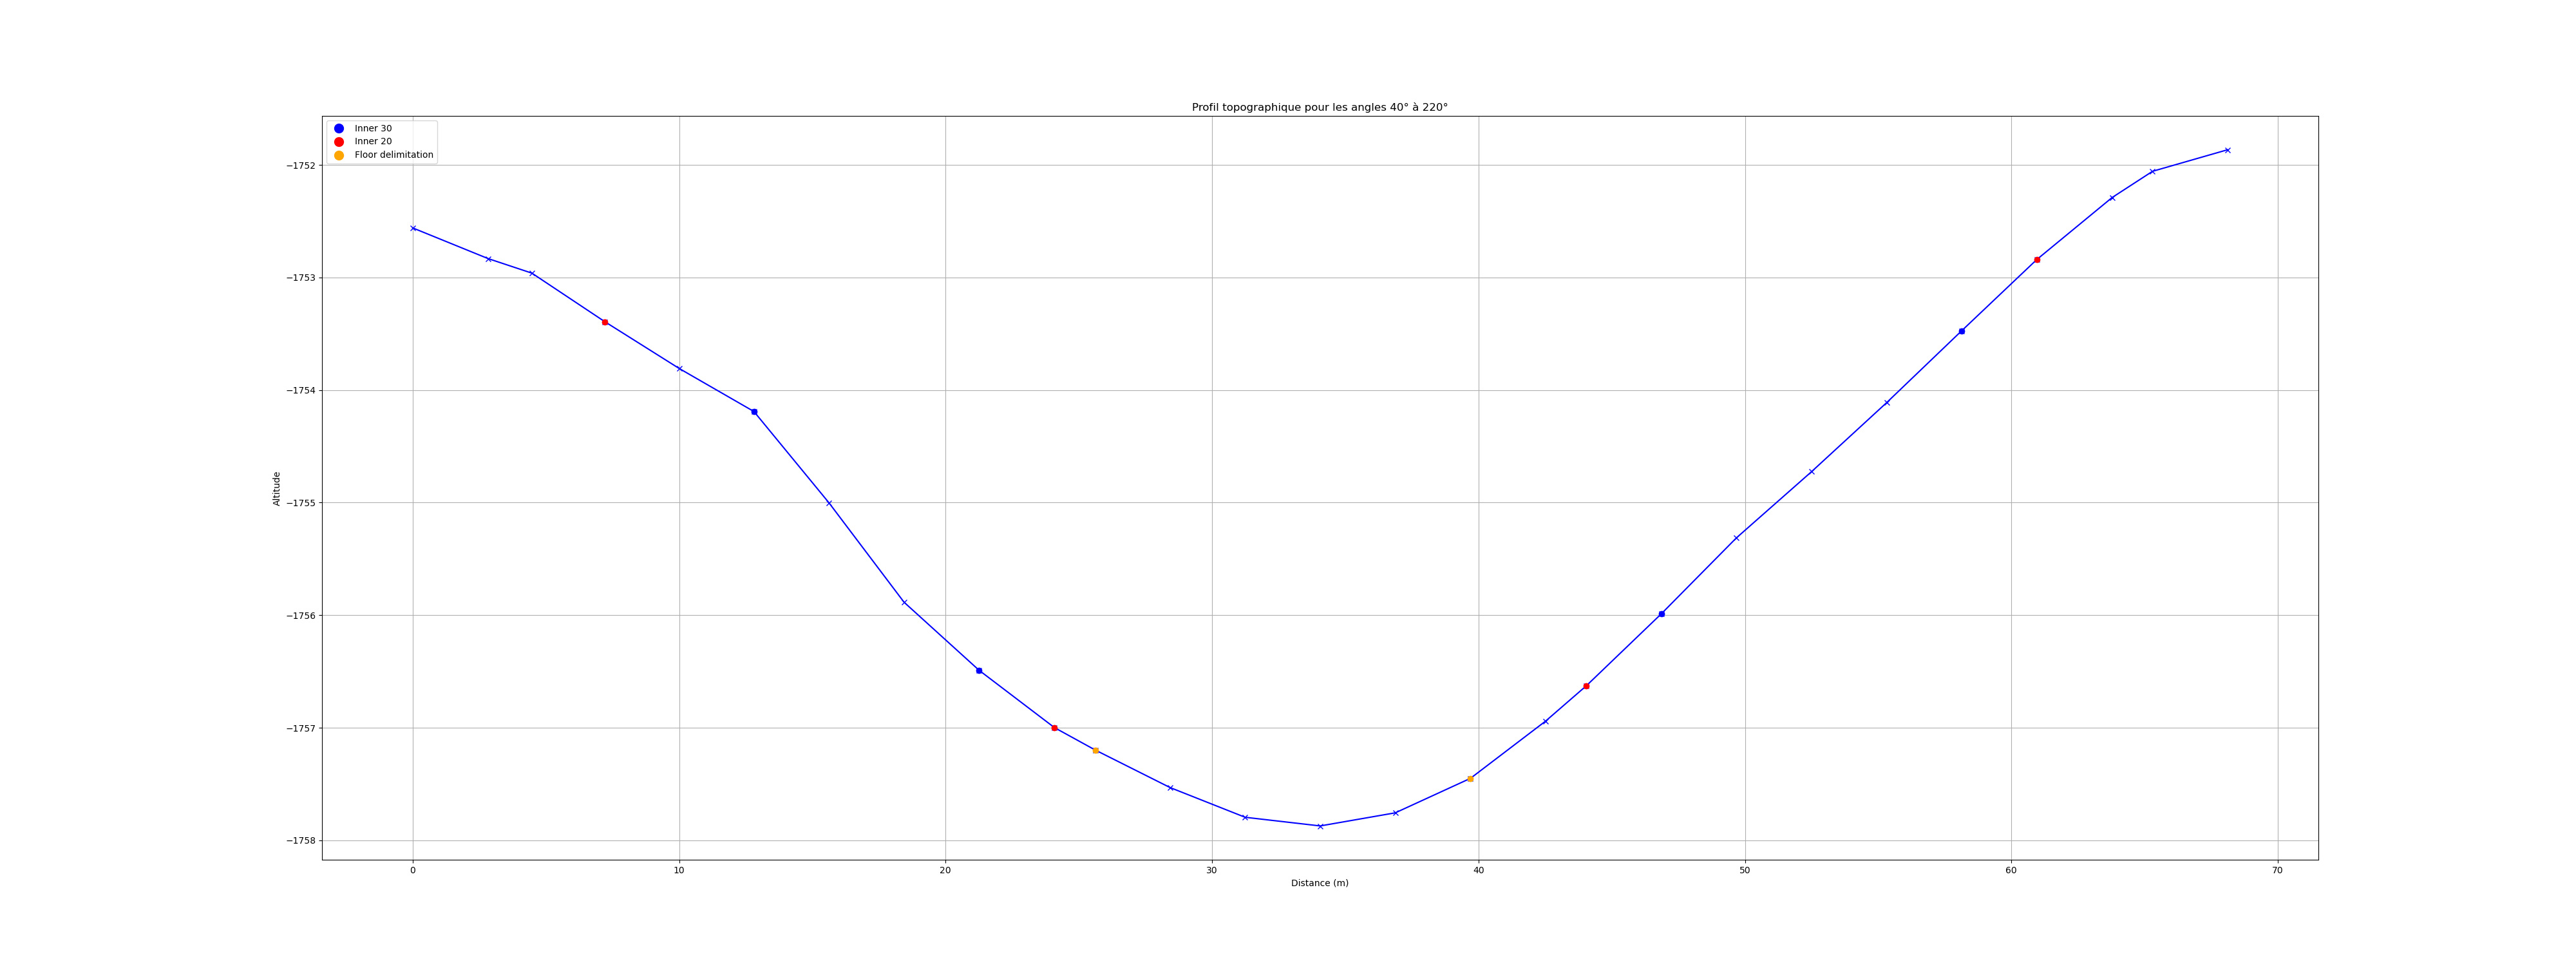 Profil topographique pour les angles 40° à 220°
Inner 30
Inner 20
Floor delimitation
−1752
−1753
−1754
−1755
−1756
−1757
−1758
Altitude
0 10 20 30 40 50 60 70
Distance (m)